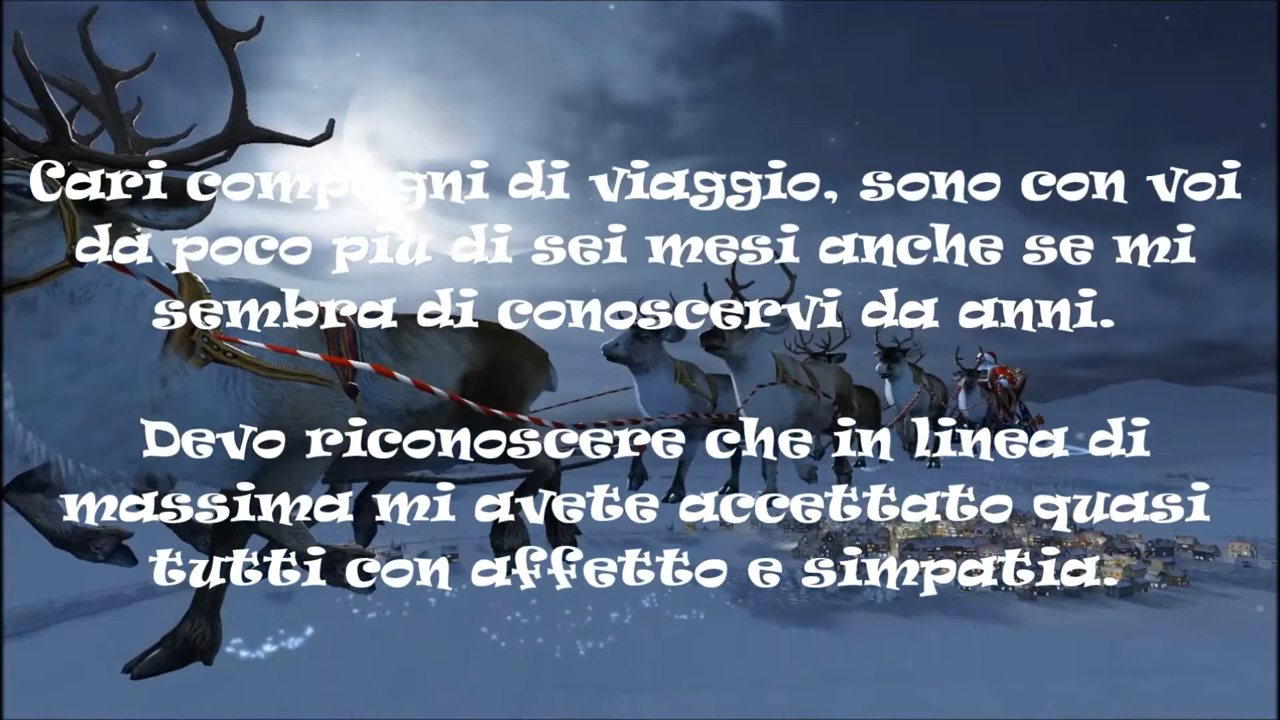 Cari compagni di viaggio, sono con voi
da poco più di sei mesi anche se mi
sembra di conoscervi da anni.
Devo riconoscere che in linea di
massima mi avete accettato quasi
tutti con affetto e simpatia.